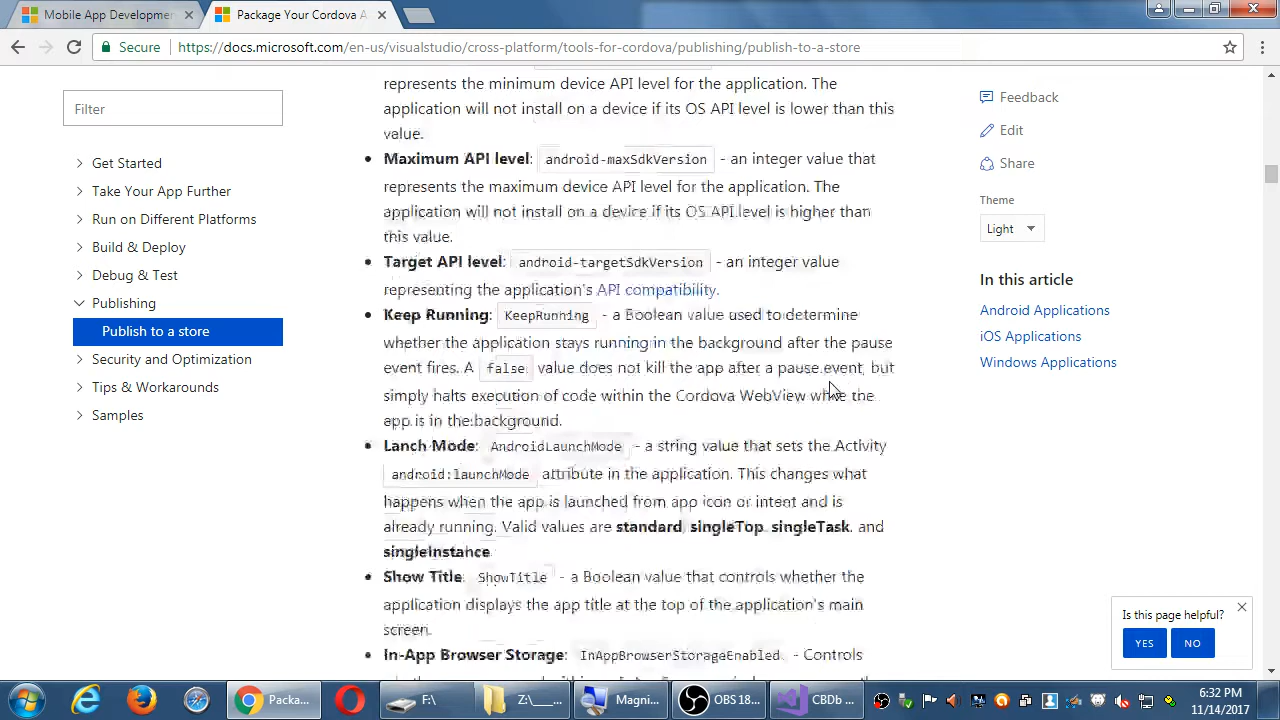 Mobile App Developmen
Package Your Cordova A
Secure
https://docs.microsoft.com/en-us/visualstudio/cross-platform/tools-for-cordova/publishing/publish-to-a-store
Filter
Get Started
Take Your App Further
Run on Different Platforms
Build & Deploy
Debug & Test
Publishing
Publish to a store
Security and Optimization
Tips & Workarounds
Samples
represents the minimum device API level for the application. The
application will not install on a device if its OS API level is lower than this
value.
Maximum API level: android-maxSdkVersion - an integer value that
represents the maximum device API level for the application. The
application will not install on a device if its OS API level is higher than
this value.
Target API level: android-targetSdkVersion - an integer value
representing the application's API compatibility.
Keep Running: KeepRunning - a Boolean value used to determine
whether the application stays running in the background after the pause
event fires. A false value does not kill the app after a pause event, but
simply halts execution of code within the Cordova WebView while the
app is in the background.
Lanch Mode: AndroidLaunchMode - a string value that sets the Activity
android:launchMode attribute in the application. This changes what
happens when the app is launched from app icon or intent and is
already running. Valid values are standard, singleTop, singleTask, and
singleInstance.
Show Title: ShowTitle - a Boolean value that controls whether the
application displays the app title at the top of the application's main
screen.
In-App Browser Storage: InAppBrowserStorageEnabled - Controls
Feedback
Edit
Share
Theme
Light
In this article
Android Applications
iOS Applications
Windows Applications
Is this page helpful?
YES
NO
Packa...
F:\
Z:\___...
Magni...
OBS 18...
CBDb ...
6:32 PM
11/14/2017